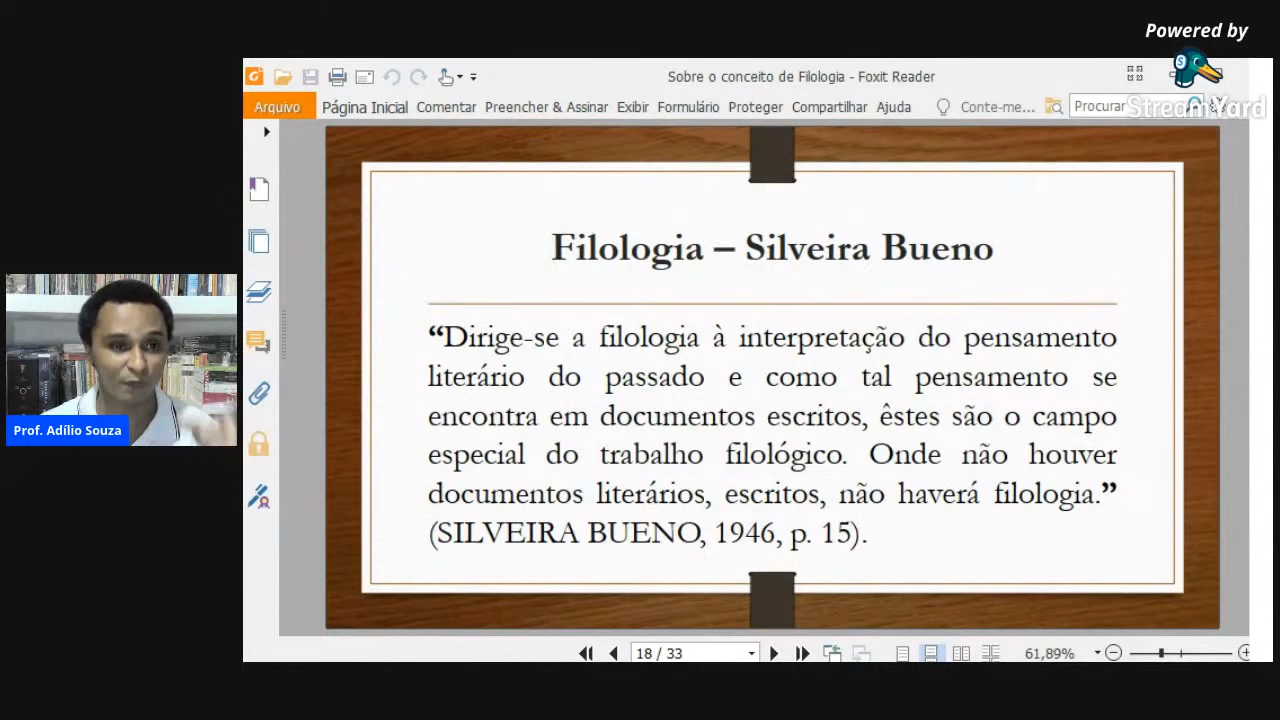 Powered by
StreamYard
Sobre o conceito de Filologia - Foxit Reader
Arquivo Página Inicial Comentar Preencher & Assinar Exibir Formulário Proteger Compartilhar Ajuda Conte-me... Procurar
Filologia – Silveira Bueno
“Dirige-se a filologia à interpretação do pensamento
literário do passado e como tal pensamento se
encontra em documentos escritos, êstes são o campo
especial do trabalho filológico. Onde não houver
documentos literários, escritos, não haverá filologia.”
(SILVEIRA BUENO, 1946, p. 15).
Prof. Adílio Souza
18 / 33
61,89%